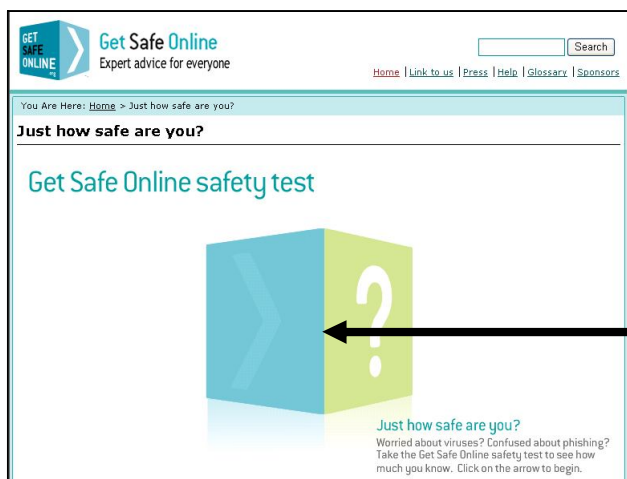 GET
SAFE
ONLINE
.org
Get Safe Online
Expert advice for everyone
Search
Home | Link to us | Press | Help | Glossary | Sponsors
You Are Here: Home > Just how safe are you?
Just how safe are you?
Get Safe Online safety test
?
Just how safe are you?
Worried about viruses? Confused about phishing?
Take the Get Safe Online safety test to see how
much you know. Click on the arrow to begin.